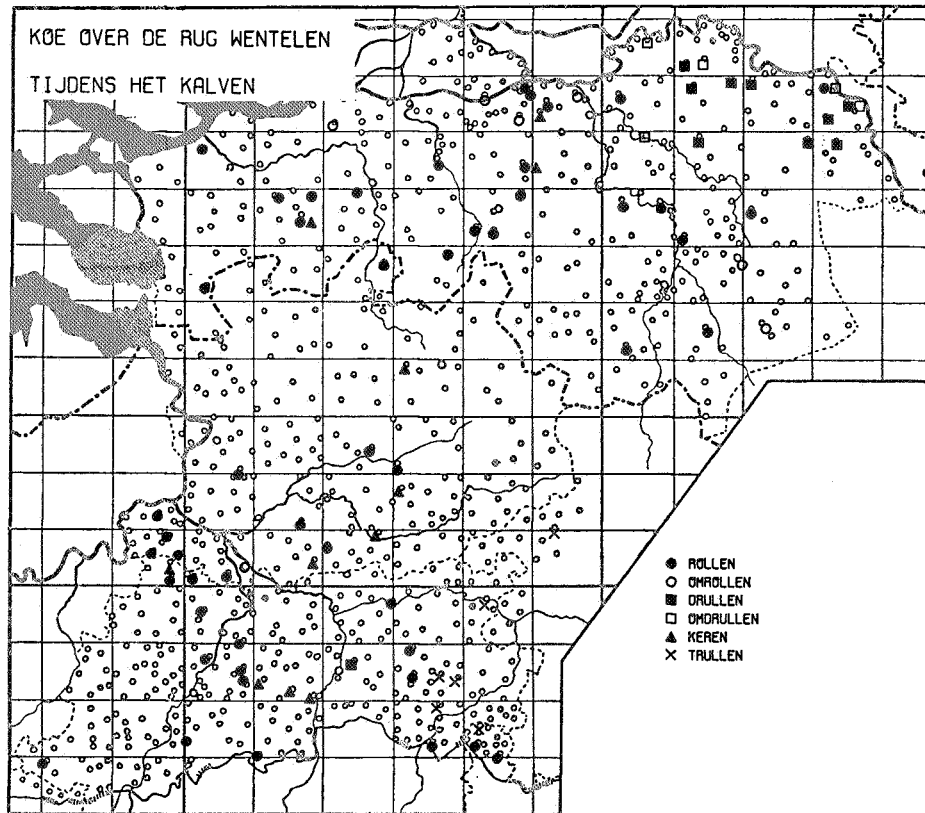 KOE OVER DE RUG WENTELEN
TIJDENS HET KALVEN
ROLLEN
OMROLLEN
DRULLEN
OMDRULLEN
KEREN
TRULLEN